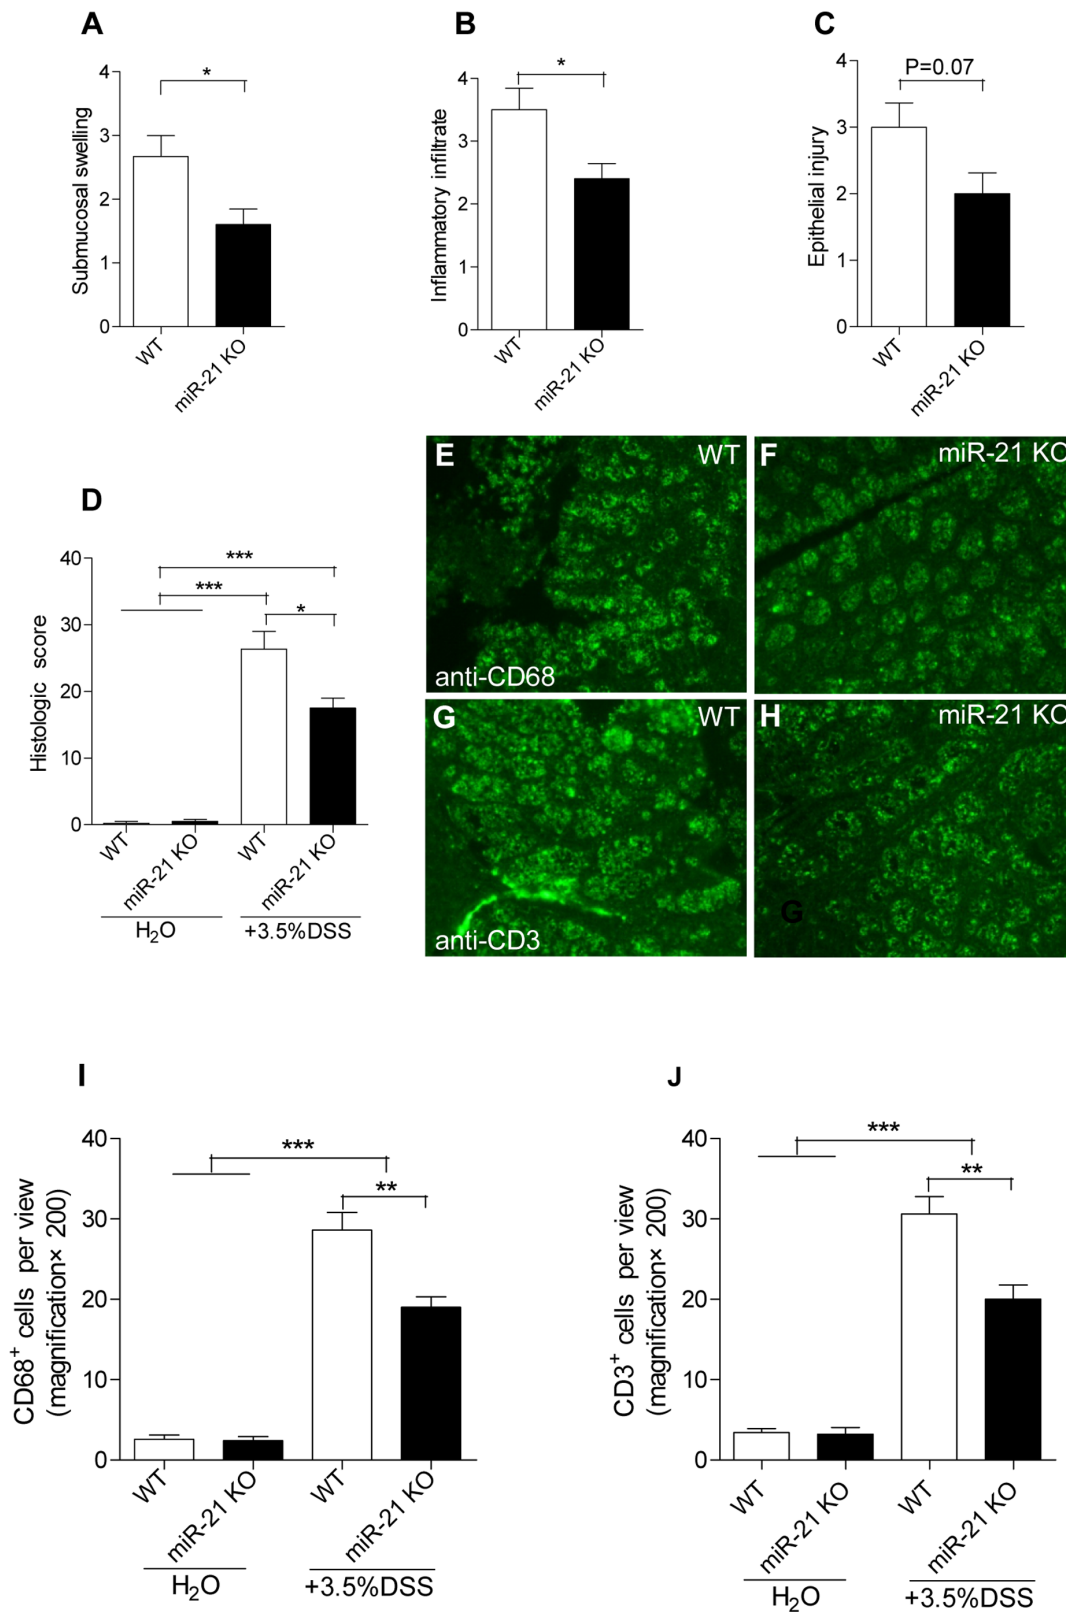 A
B
C
Submucosal swelling
4
3
2
1
0
*
WT
miR-21 KO
Inflammatory infiltrate
4
3
2
1
0
*
WT
miR-21 KO
Epithelial injury
4
3
2
1
0
P=0.07
WT
miR-21 KO
D
Histologic score
40
30
20
10
0
***
***
*
WT
miR-21 KO
WT
miR-21 KO
H₂O
+3.5%DSS
E
WT
anti-CD68
F
miR-21 KO
G
WT
anti-CD3
H
miR-21 KO
G
I
CD68⁺ cells per view
(magnification× 200)
40
30
20
10
0
***
**
WT
miR-21 KO
WT
miR-21 KO
H₂O
+3.5%DSS
J
CD3⁺ cells per view
(magnification× 200)
40
30
20
10
0
***
**
WT
miR-21 KO
WT
miR-21 KO
H₂O
+3.5%DSS